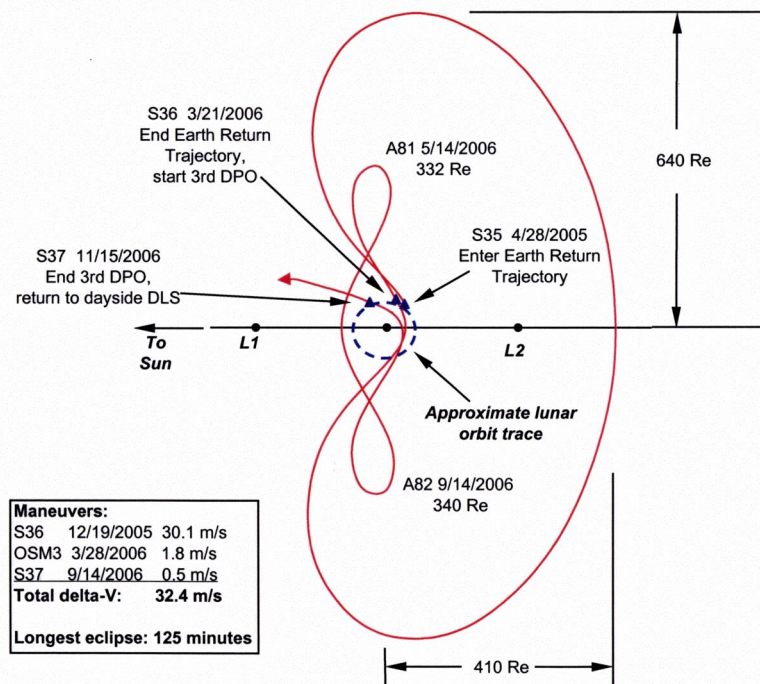 S36 3/21/2006
End Earth Return
Trajectory,
start 3rd DPO
A81 5/14/2006
332 Re
640 Re
S35 4/28/2005
Enter Earth Return
Trajectory
S37 11/15/2006
End 3rd DPO,
return to dayside DLS
To
Sun
L1
L2
Approximate lunar
orbit trace
A82 9/14/2006
340 Re
Maneuvers:
S36 12/19/2005 30.1 m/s
OSM3 3/28/2006 1.8 m/s
S37 9/14/2006 0.5 m/s
Total delta-V: 32.4 m/s
Longest eclipse: 125 minutes
410 Re